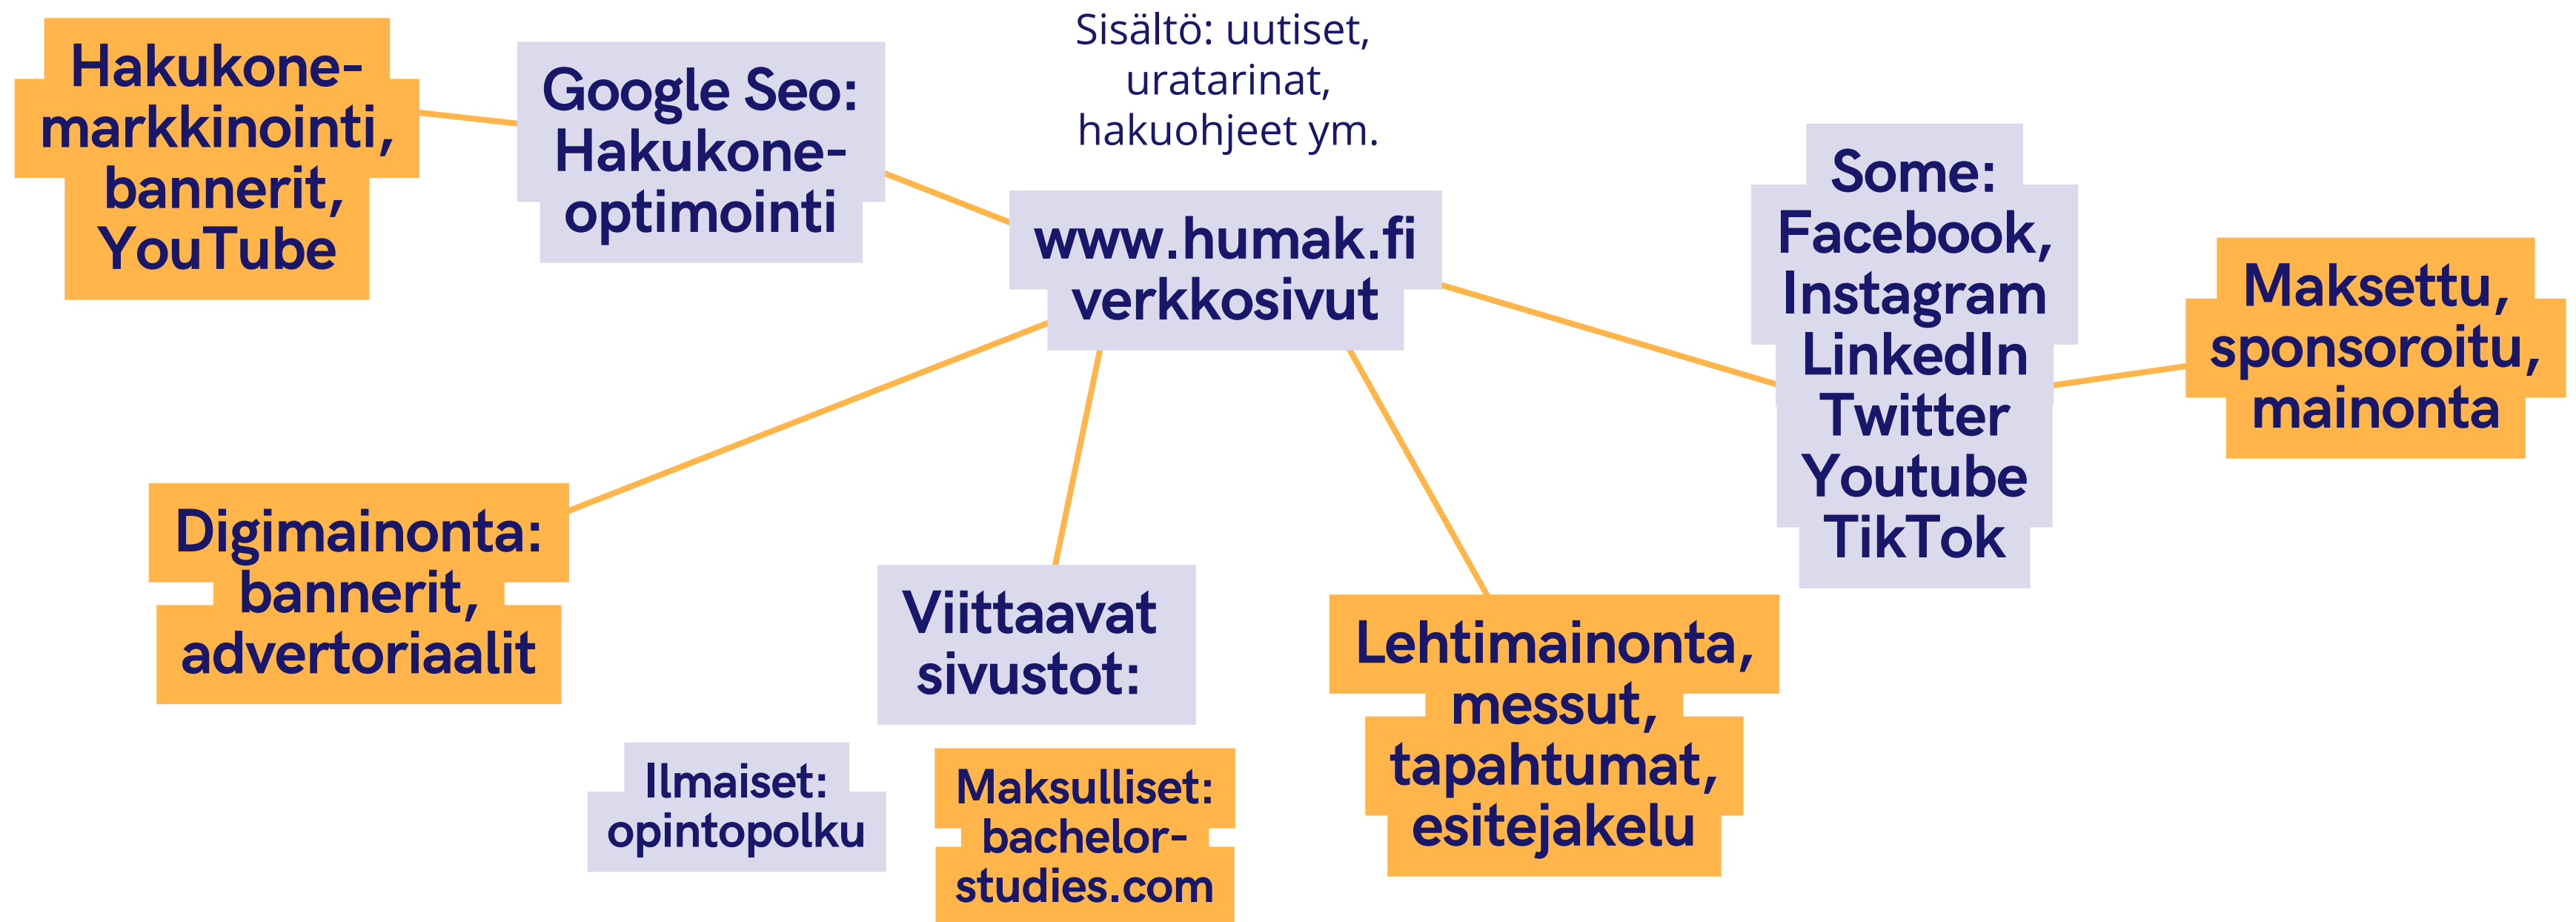 Hakukone-
markkinointi,
bannerit,
YouTube
Google Seo:
Hakukone-
optimointi
Sisältö: uutiset,
uratarinat,
hakuohjeet ym.
www.humak.fi
verkkosivut
Some:
Facebook,
Instagram
LinkedIn
Twitter
Youtube
TikTok
Maksettu,
sponsoroitu,
mainonta
Digimainonta:
bannerit,
advertoriaalit
Viittaavat
sivustot:
Ilmaiset:
opintopolku
Maksulliset:
bachelor-
studies.com
Lehtimainonta,
messut,
tapahtumat,
esitejakelu